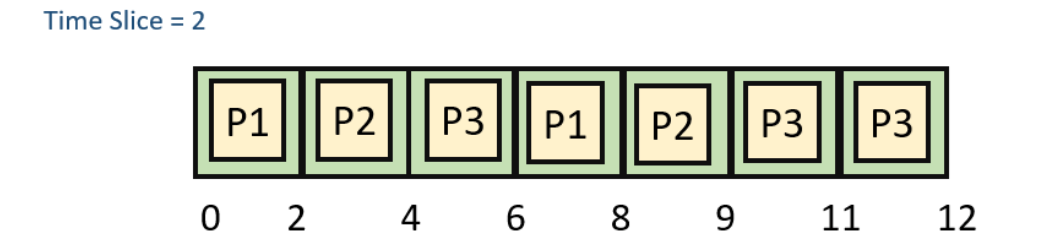 Time Slice = 2
P1 P2 P3 P1 P2 P3 P3
0 2 4 6 8 9 11 12